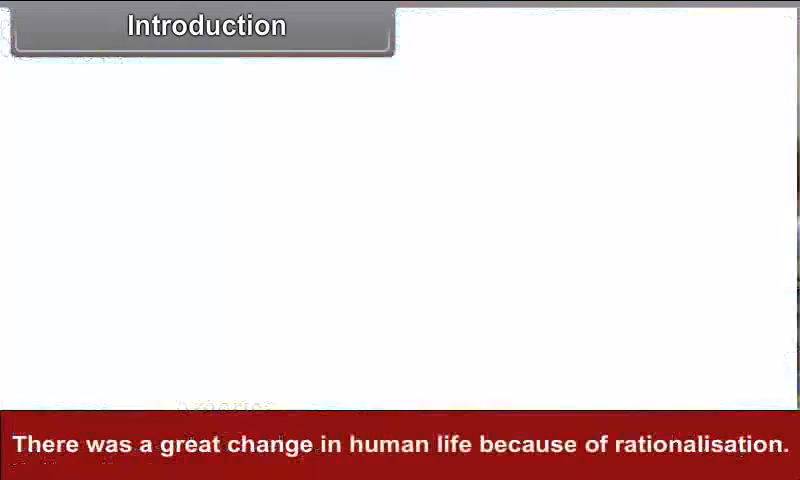 Introduction
There was a great change in human life because of rationalisation.